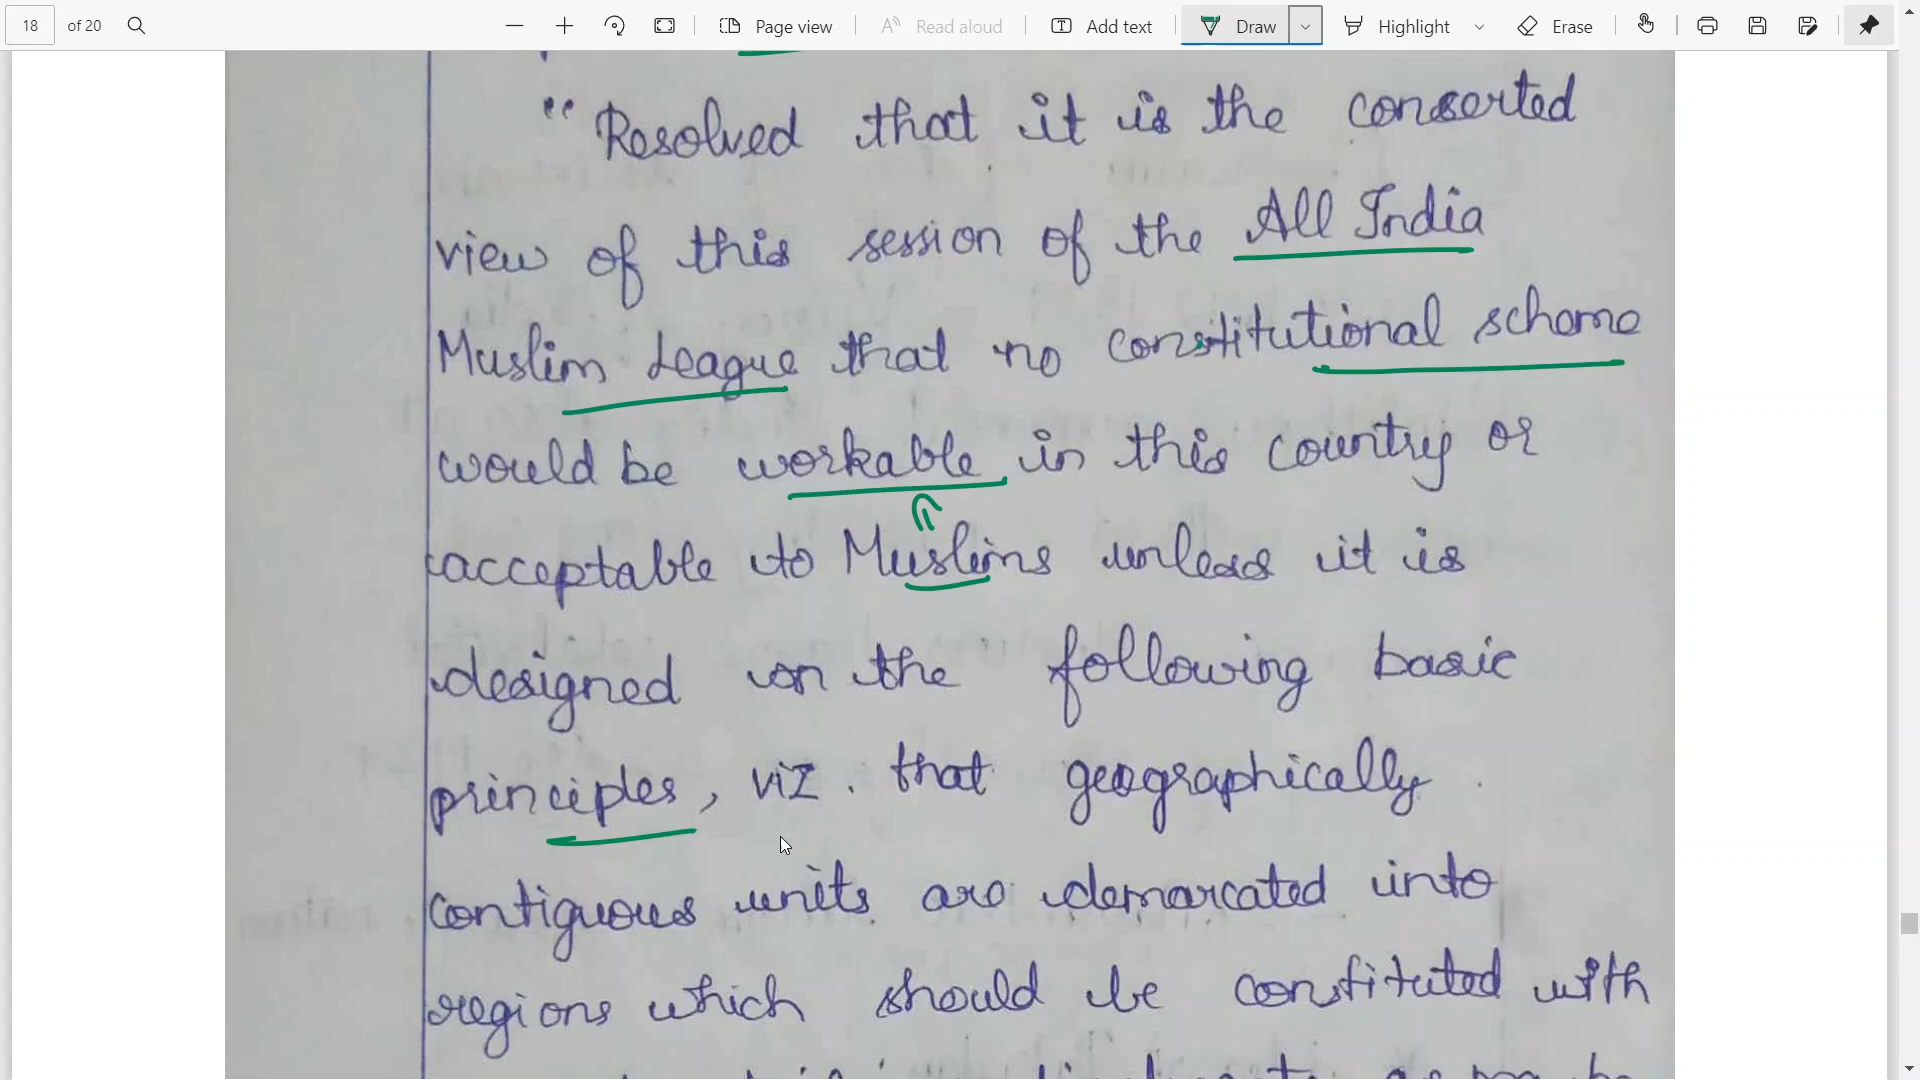 18 of 20 Page view Read aloud Add text Draw Highlight Erase
"Resolved that it is the conserted
view of this session of the All India
Muslim League that no constitutional scheme
would be workable in this country or
acceptable to Muslims unless it is
designed on the following basic
principles, viz. that geographically
contiguous units are demarcated into
regions which should be constituted with